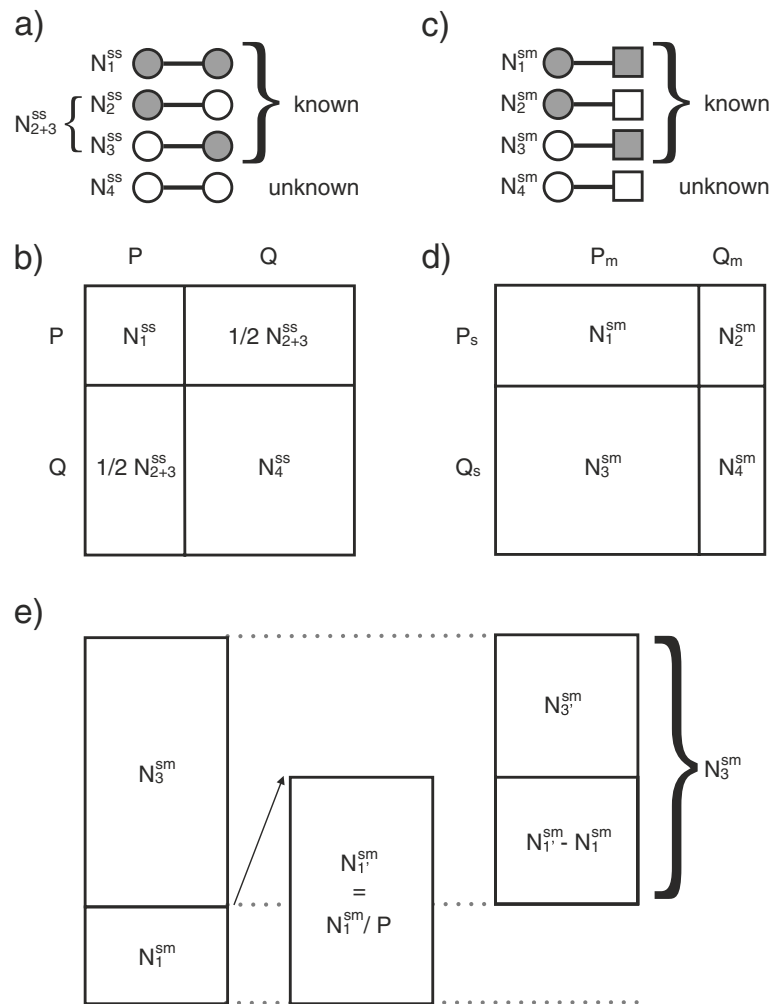 a)
N₁ˢˢ
N₂ˢˢ
N₂₊₃ˢˢ
known
N₃ˢˢ
N₄ˢˢ unknown
c)
N₁ˢᵐ
N₂ˢᵐ
known
N₃ˢᵐ
N₄ˢᵐ unknown
b)
P Q
P N₁ˢˢ 1/2 N₂₊₃ˢˢ
Q 1/2 N₂₊₃ˢˢ N₄ˢˢ
d)
Pₘ Qₘ
Pₛ N₁ˢᵐ N₂ˢᵐ
Qₛ N₃ˢᵐ N₄ˢᵐ
e)
N₃ˢᵐ
N₁ˢᵐ
N₁'ˢᵐ
=
N₁ˢᵐ/ P
N₃'ˢᵐ
N₁'ˢᵐ - N₁ˢᵐ
N₃ˢᵐ